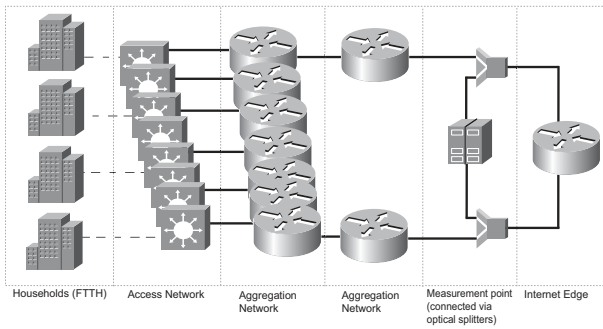 Households (FTTH)
Access Network
Aggregation
Network
Aggregation
Network
Measurement point
(connected via
optical splitters)
Internet Edge